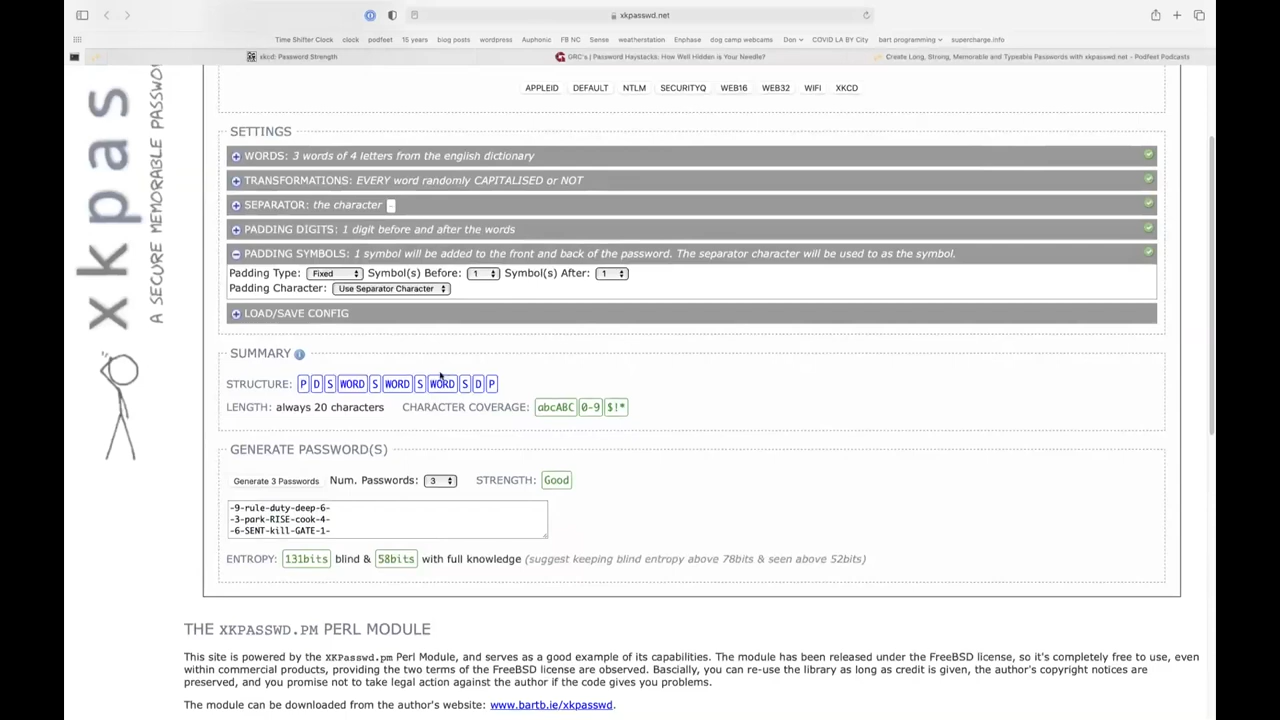 xkpasswd.net
Time Shifter Clock clock podfeet 15 years blog posts wordpress Auphonic FB NC Sense weatherstation Enphase dog camp webcams Don COVID LA BY City bart programming supercharge.info
xkcd: Password Strength GRC's | Password Haystacks: How Well Hidden is Your Needle? Create Long, Strong, Memorable and Typeable Passwords with xkpasswd.net - Podfeet Podcasts
xkpas
A SECURE MEMORABLE PASSWO
APPLEID DEFAULT NTLM SECURITYQ WEB16 WEB32 WIFI XKCD
SETTINGS
WORDS: 3 words of 4 letters from the english dictionary
TRANSFORMATIONS: EVERY word randomly CAPITALISED or NOT
SEPARATOR: the character -
PADDING DIGITS: 1 digit before and after the words
PADDING SYMBOLS: 1 symbol will be added to the front and back of the password. The separator character will be used to as the symbol.
Padding Type: Fixed Symbol(s) Before: 1 Symbol(s) After: 1
Padding Character: Use Separator Character
LOAD/SAVE CONFIG
SUMMARY
STRUCTURE: P D S WORD S WORD S WORD S D P
LENGTH: always 20 characters CHARACTER COVERAGE: abcABC 0-9 $!*
GENERATE PASSWORD(S)
Generate 3 Passwords Num. Passwords: 3 STRENGTH: Good
-9-rule-duty-deep-6-
-3-park-RISE-cook-4-
-6-SENT-kill-GATE-1-
ENTROPY: 131bits blind & 58bits with full knowledge (suggest keeping blind entropy above 78bits & seen above 52bits)
THE XKPASSWD.PM PERL MODULE
This site is powered by the XKPasswd.pm Perl Module, and serves as a good example of its capabilities. The module has been released under the FreeBSD license, so it's completely free to use, even
within commercial products, providing the two terms of the FreeBSD license are observed. Bascially, you can re-use the library as long as credit is given, the author's copyright notices are
preserved, and you promise not to take legal action against the author if the code gives you problems.
The module can be downloaded from the author's website: www.bartb.ie/xkpasswd.